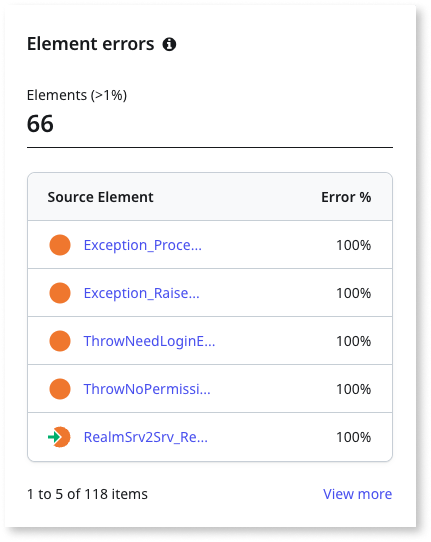 Element errors
Elements (>1%)
66
Source Element Error %
Exception_Proce... 100%
Exception_Raise... 100%
ThrowNeedLoginE... 100%
ThrowNoPermissi... 100%
RealmSrv2Srv_Re... 100%
1 to 5 of 118 items View more